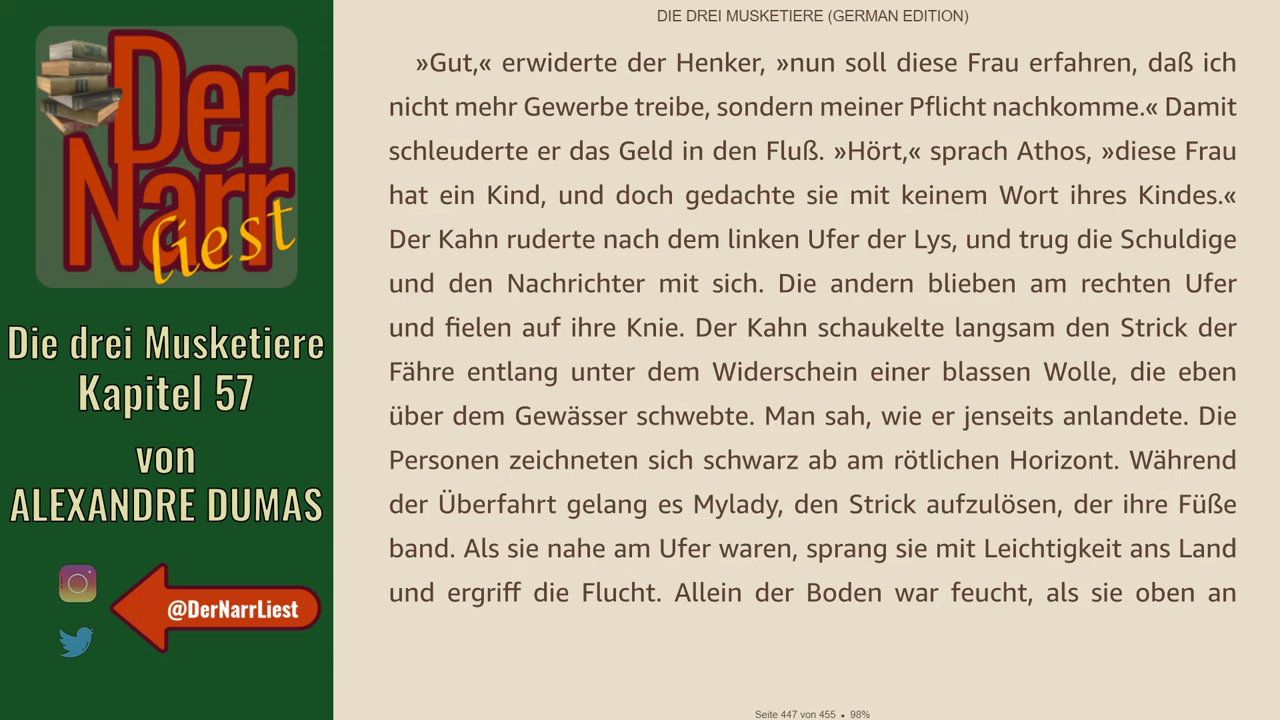 Der
Narr
liest
Die drei Musketiere
Kapitel 57
von
ALEXANDRE DUMAS
@DerNarrLiest
DIE DREI MUSKETIERE (GERMAN EDITION)
»Gut,« erwiderte der Henker, »nun soll diese Frau erfahren, daß ich
nicht mehr Gewerbe treibe, sondern meiner Pflicht nachkomme.« Damit
schleuderte er das Geld in den Fluß. »Hört,« sprach Athos, »diese Frau
hat ein Kind, und doch gedachte sie mit keinem Wort ihres Kindes.«
Der Kahn ruderte nach dem linken Ufer der Lys, und trug die Schuldige
und den Nachrichter mit sich. Die andern blieben am rechten Ufer
und fielen auf ihre Knie. Der Kahn schaukelte langsam den Strick der
Fähre entlang unter dem Widerschein einer blassen Wolle, die eben
über dem Gewässer schwebte. Man sah, wie er jenseits anlandete. Die
Personen zeichneten sich schwarz ab am rötlichen Horizont. Während
der Überfahrt gelang es Mylady, den Strick aufzulösen, der ihre Füße
band. Als sie nahe am Ufer waren, sprang sie mit Leichtigkeit ans Land
und ergriff die Flucht. Allein der Boden war feucht, als sie oben an
Seite 447 von 455 • 98%